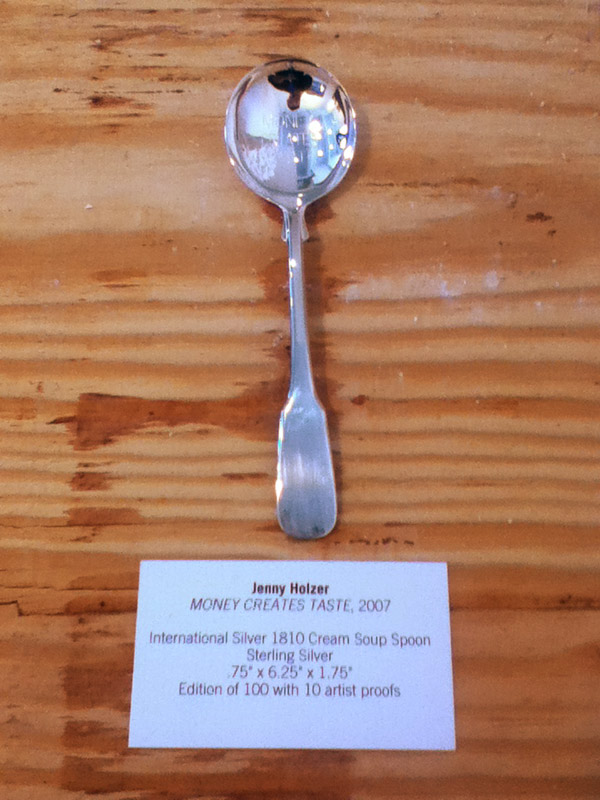 Jenny Holzer
MONEY CREATES TASTE, 2007
International Silver 1810 Cream Soup Spoon
Sterling Silver
.75" x 6.25" x 1.75"
Edition of 100 with 10 artist proofs